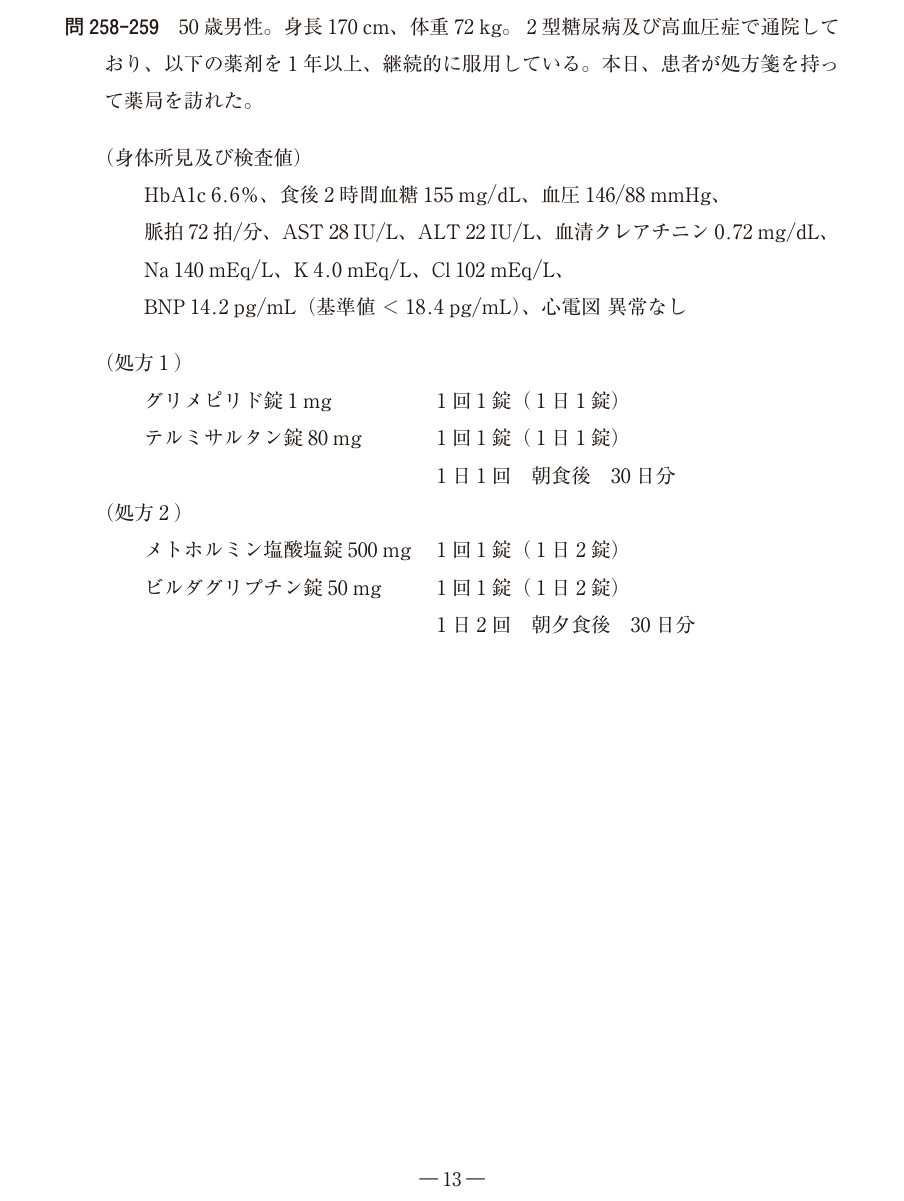 問 258-259 50 歳男性。身長 170 cm、体重 72 kg。2 型糖尿病及び高血圧症で通院して
おり、以下の薬剤を 1 年以上、継続的に服用している。本日、患者が処方箋を持っ
て薬局を訪れた。
（身体所見及び検査値）
HbA1c 6.6%、食後 2 時間血糖 155 mg/dL、血圧 146/88 mmHg、
脈拍 72 拍/分、AST 28 IU/L、ALT 22 IU/L、血清クレアチニン 0.72 mg/dL、
Na 140 mEq/L、K 4.0 mEq/L、Cl 102 mEq/L、
BNP 14.2 pg/mL（基準値 < 18.4 pg/mL）、心電図 異常なし
（処方 1 ）
グリメピリド錠 1 mg 1 回 1 錠（ 1 日 1 錠）
テルミサルタン錠 80 mg 1 回 1 錠（ 1 日 1 錠）
1 日 1 回 朝食後 30 日分
（処方 2 ）
メトホルミン塩酸塩錠 500 mg 1 回 1 錠（ 1 日 2 錠）
ビルダグリプチン錠 50 mg 1 回 1 錠（ 1 日 2 錠）
1 日 2 回 朝夕食後 30 日分
— 13 —